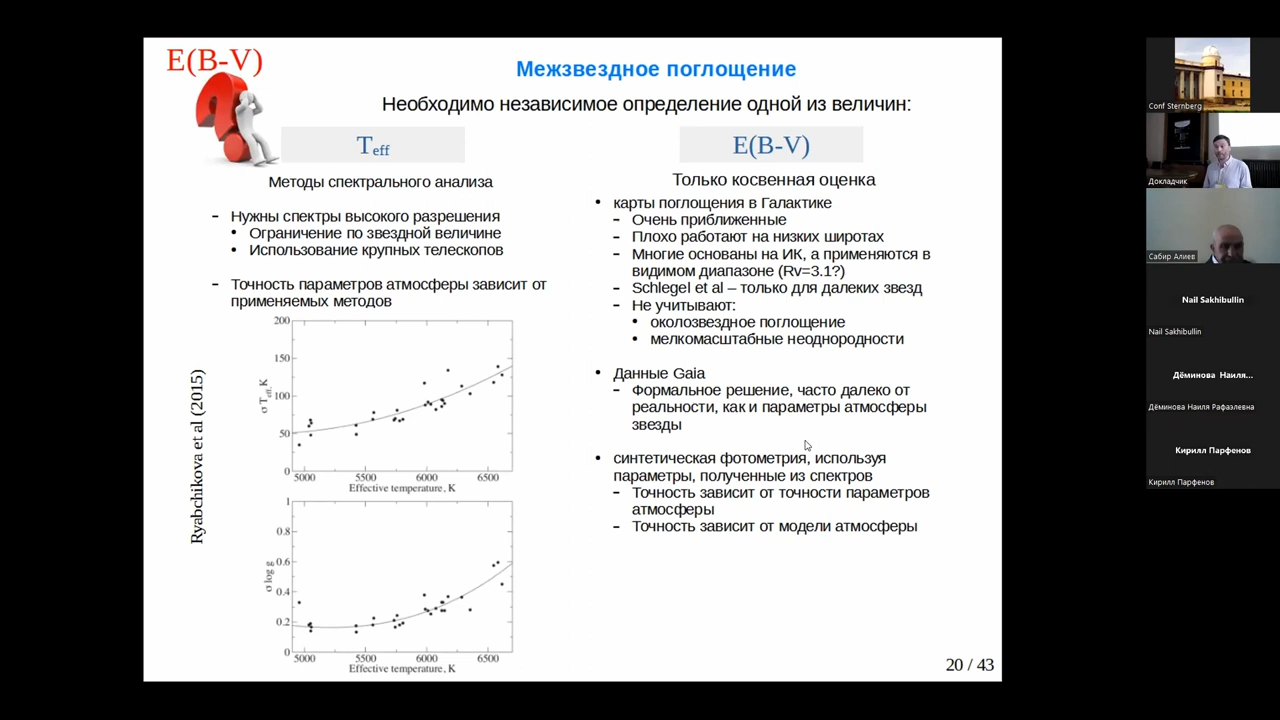 E(B-V)
Межзвездное поглощение
Необходимо независимое определение одной из величин:
Teff
Методы спектрального анализа
- Нужны спектры высокого разрешения
• Ограничение по звездной величине
• Использование крупных телескопов
- Точность параметров атмосферы зависит от
применяемых методов
Ryabchikova et al (2015)
σ Teff, K
200
150
100
50
0
5000
5500
6000
6500
Effective temperature, K
σ log g
1
0.8
0.6
0.4
0.2
0
5000
5500
6000
6500
Effective temperature, K
E(B-V)
Только косвенная оценка
• карты поглощения в Галактике
- Очень приближенные
- Плохо работают на низких широтах
- Многие основаны на ИК, а применяются в
видимом диапазоне (Rv=3.1?)
- Schlegel et al – только для далеких звезд
- Не учитывают:
• околозвездное поглощение
• мелкомасштабные неоднородности
• Данные Gaia
- Формальное решение, часто далеко от
реальности, как и параметры атмосферы
звезды
• синтетическая фотометрия, используя
параметры, полученные из спектров
- Точность зависит от точности параметров
атмосферы
- Точность зависит от модели атмосферы
20 / 43
Conf Sternberg
Докладчик
Сабир Алиев
Nail Sakhibullin
Nail Sakhibullin
Дёминова Наиля...
Дёминова Наиля Рафаэлевна
Кирилл Парфенов
Кирилл Парфенов